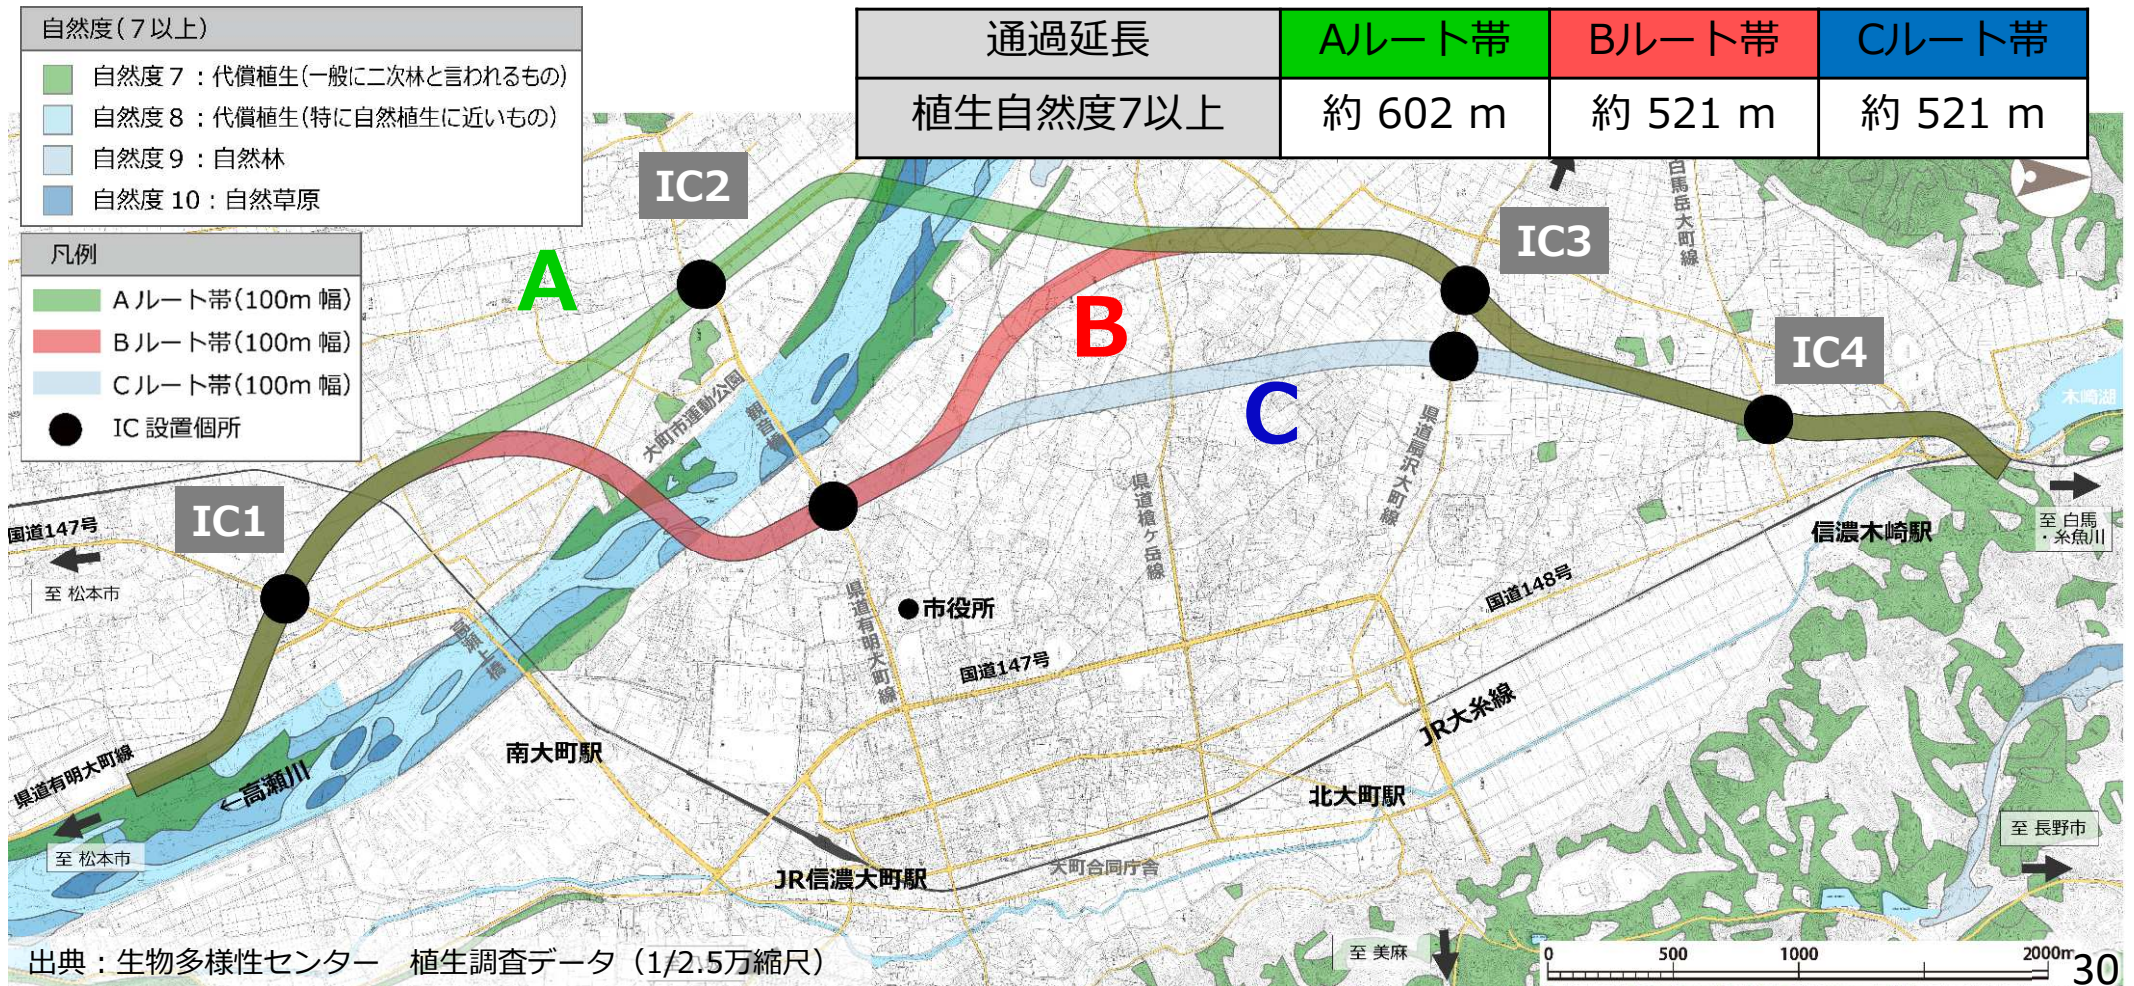 自然度(7以上)
自然度7:代償植生(一般に二次林と言われるもの)
自然度8:代償植生(特に自然植生に近いもの)
自然度9:自然林
自然度10:自然草原
凡例
Aルート帯(100m幅)
Bルート帯(100m幅)
Cルート帯(100m幅)
IC設置個所
通過延長 Aルート帯 Bルート帯 Cルート帯
植生自然度7以上 約 602 m 約 521 m 約 521 m
IC2
IC3
白馬岳大町線
A
B
C
IC4
木崎湖
大町市運動公園
観音橋
県道扇沢大町線
県道槍ヶ岳線
IC1
国道147号
至 松本市
至 白馬・糸魚川
信濃木崎駅
国道148号
市役所
県道有明大町線
高瀬上橋
国道147号
JR大糸線
南大町駅
県道有明大町線
←高瀬川
北大町駅
至 松本市
至 長野市
JR信濃大町駅
大町合同庁舎
至 美麻
0 500 1000 2000m
出典:生物多様性センター 植生調査データ(1/2.5万縮尺)
30